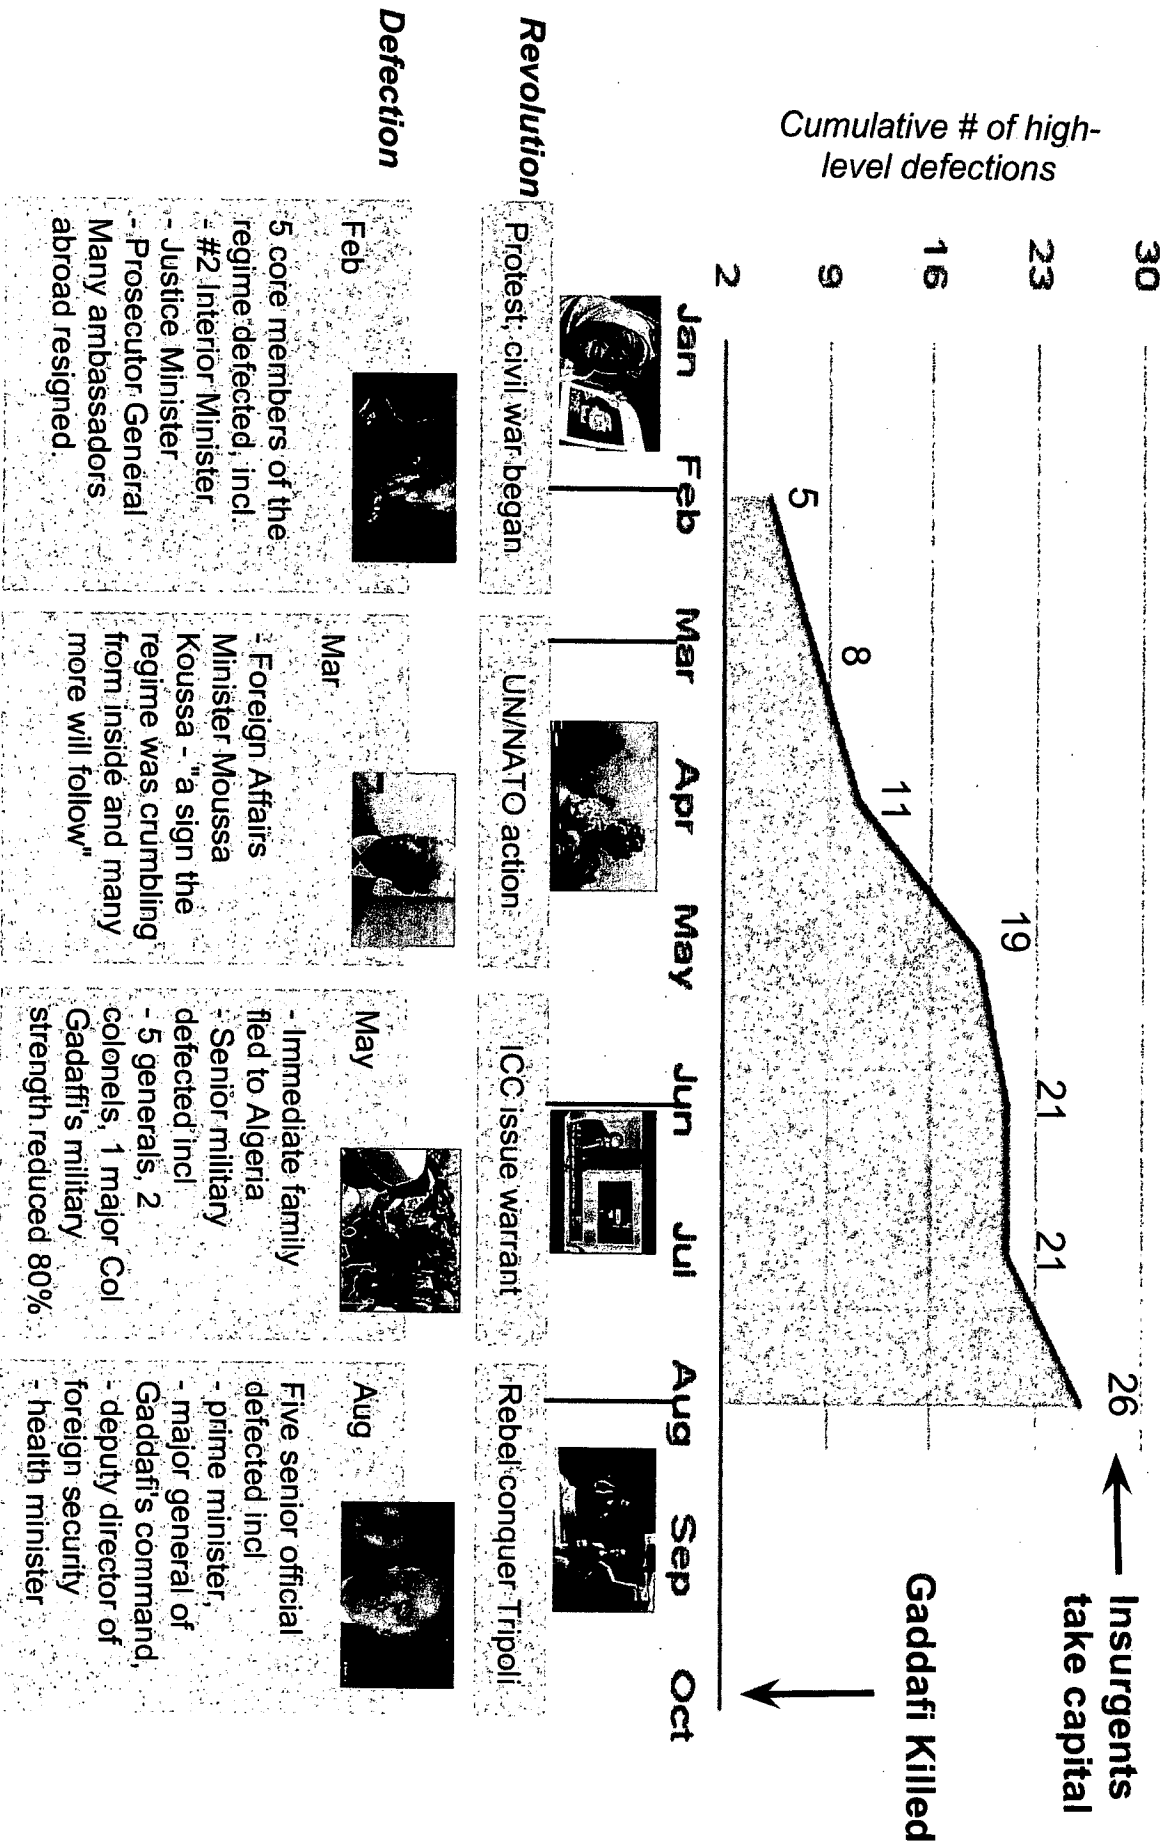 Cumulative # of high-
level defections
30
23
16
9
2
5
8
11
19
21
21
26
Insurgents
take capital
Gaddafi Killed
Jan
Feb
Mar
Apr
May
Jun
Jul
Aug
Sep
Oct
Revolution
Protest; civil war began
UN/NATO action
ICC issue warrant
Rebel conquer Tripoli
Defection
Feb
5 core members of the
regime defected, incl.
- #2 Interior Minister
- Justice Minister
- Prosecutor General
Many ambassadors
abroad resigned.
Mar
- Foreign Affairs
Minister Moussa
Koussa - "a sign the
regime was crumbling
from inside and many
more will follow"
May
- Immediate family
fled to Algeria
- Senior military
defected incl
- 5 generals, 2
colonels, 1 major Col
Gadaffi's military
strength reduced 80%
Aug
Five senior official
defected incl
- prime minister,
- major general of
Gaddafi's command,
- deputy director of
foreign security
- health minister